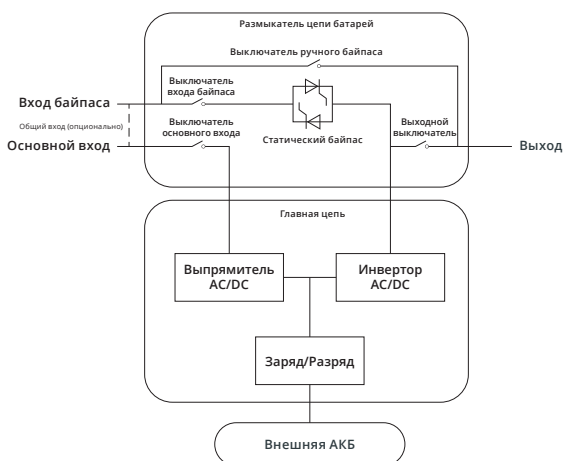 Размыкатель цепи батарей
Выключатель ручного байпаса
Выключатель
входа байпаса
Вход байпаса
Общий вход (опционально)
Выключатель
основного входа
Статический байпас
Выходной
выключатель
Основной вход
Выход
Главная цепь
Выпрямитель
AC/DC
Инвертор
AC/DC
Заряд/Разряд
Внешняя АКБ